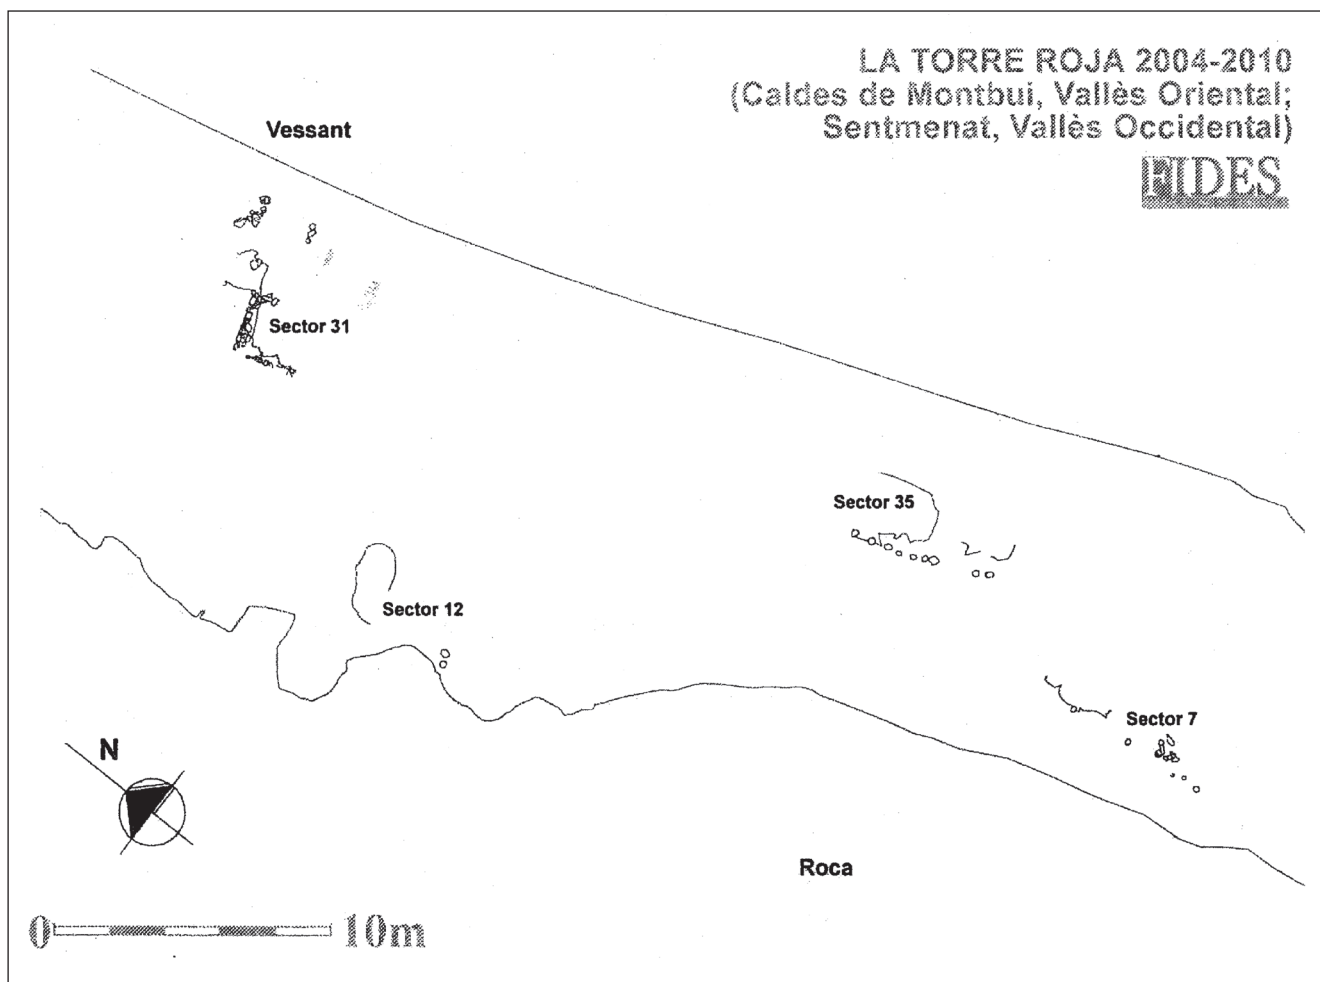 LA TORRE ROJA 2004-2010
(Caldes de Montbui, Vallès Oriental;
Sentmenat, Vallès Occidental)
FIDES
Vessant
Sector 31
Sector 35
Sector 12
Sector 7
N
Roca
0 10m